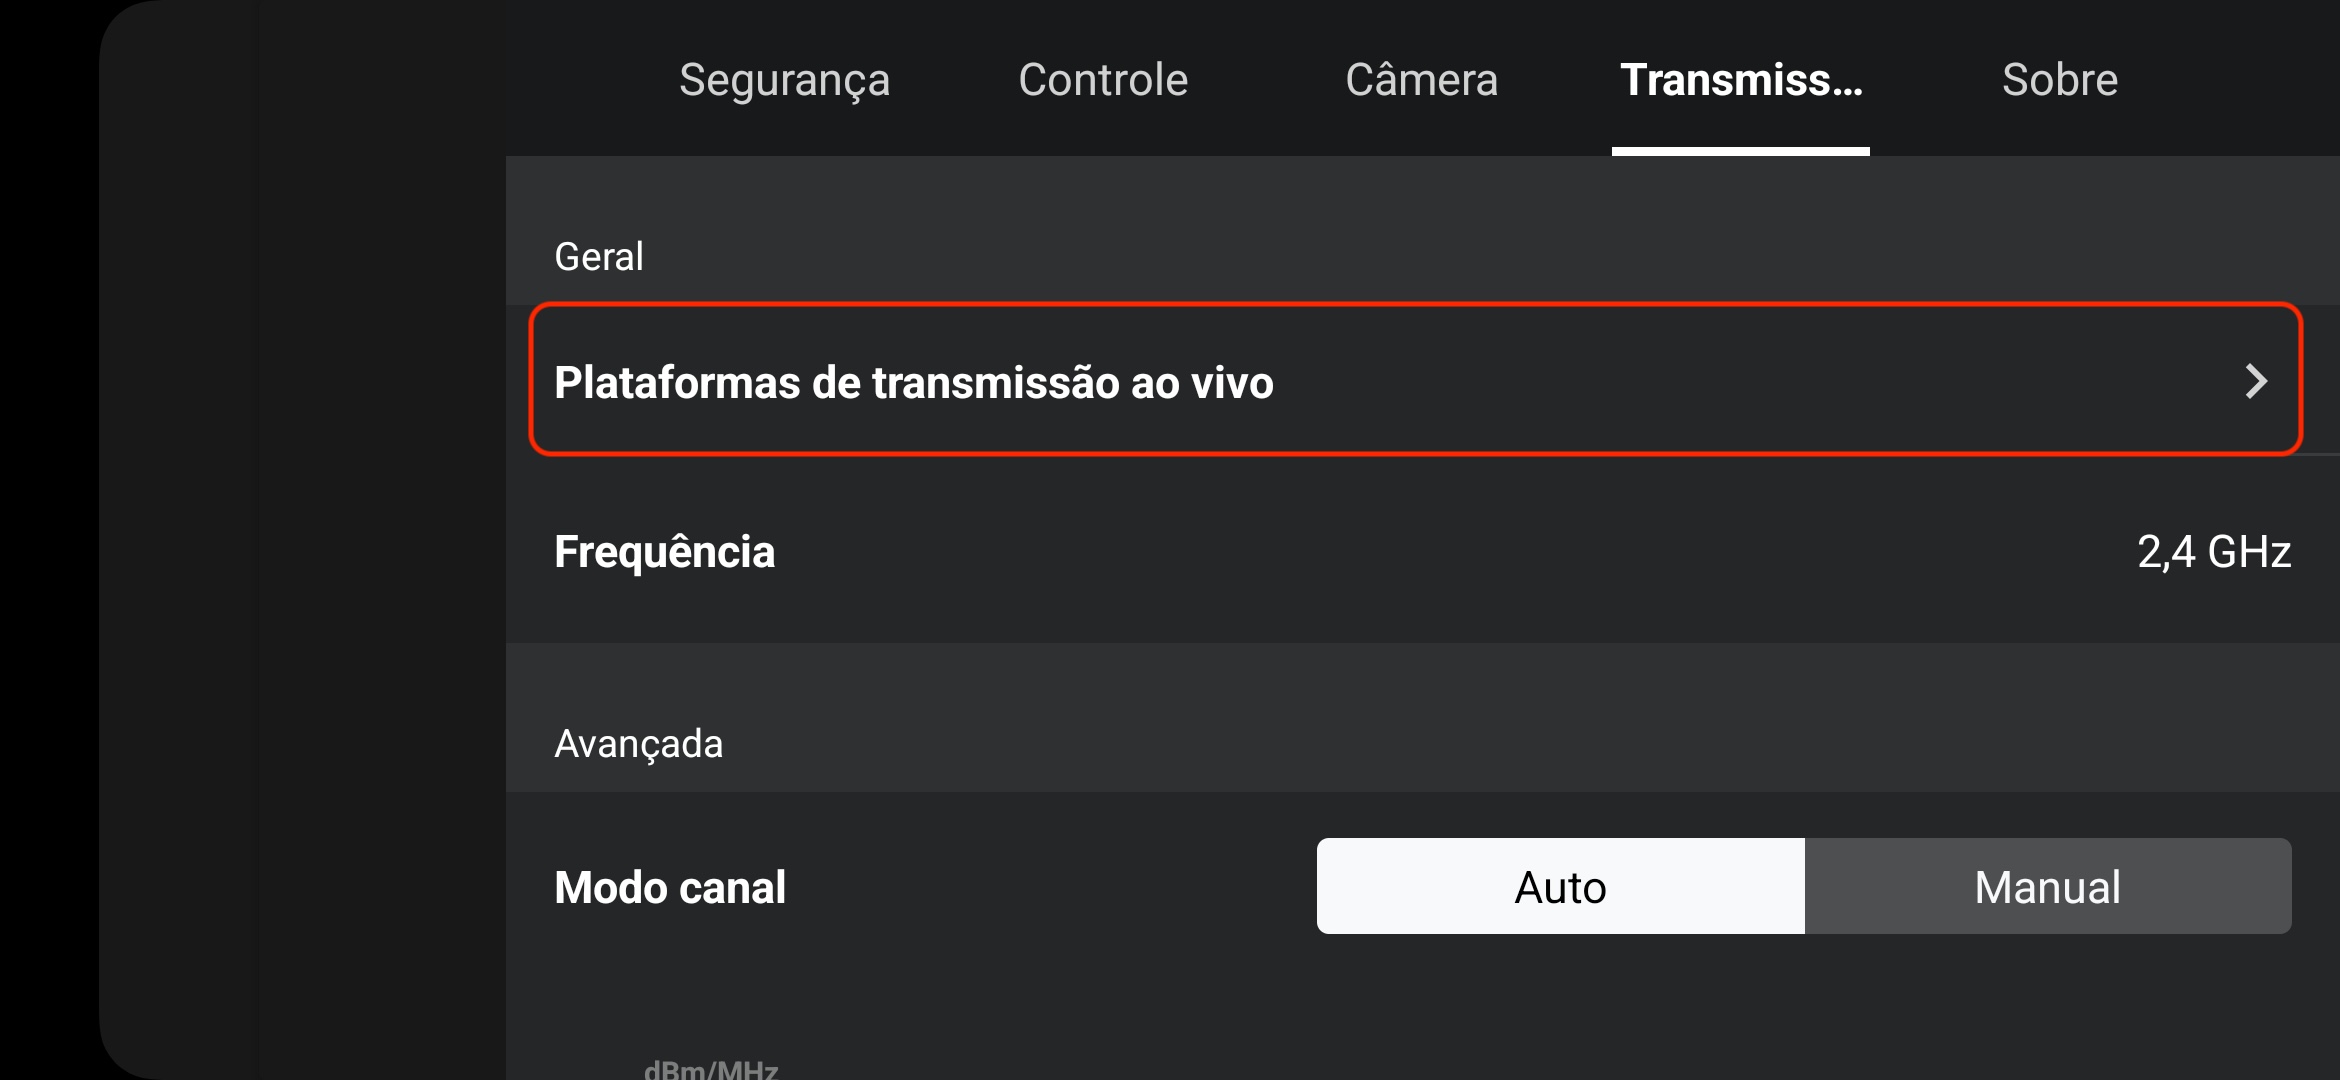 Segurança Controle Câmera Transmiss... Sobre
Geral
Plataformas de transmissão ao vivo
Frequência 2,4 GHz
Avançada
Modo canal Auto Manual
dBm/MHz